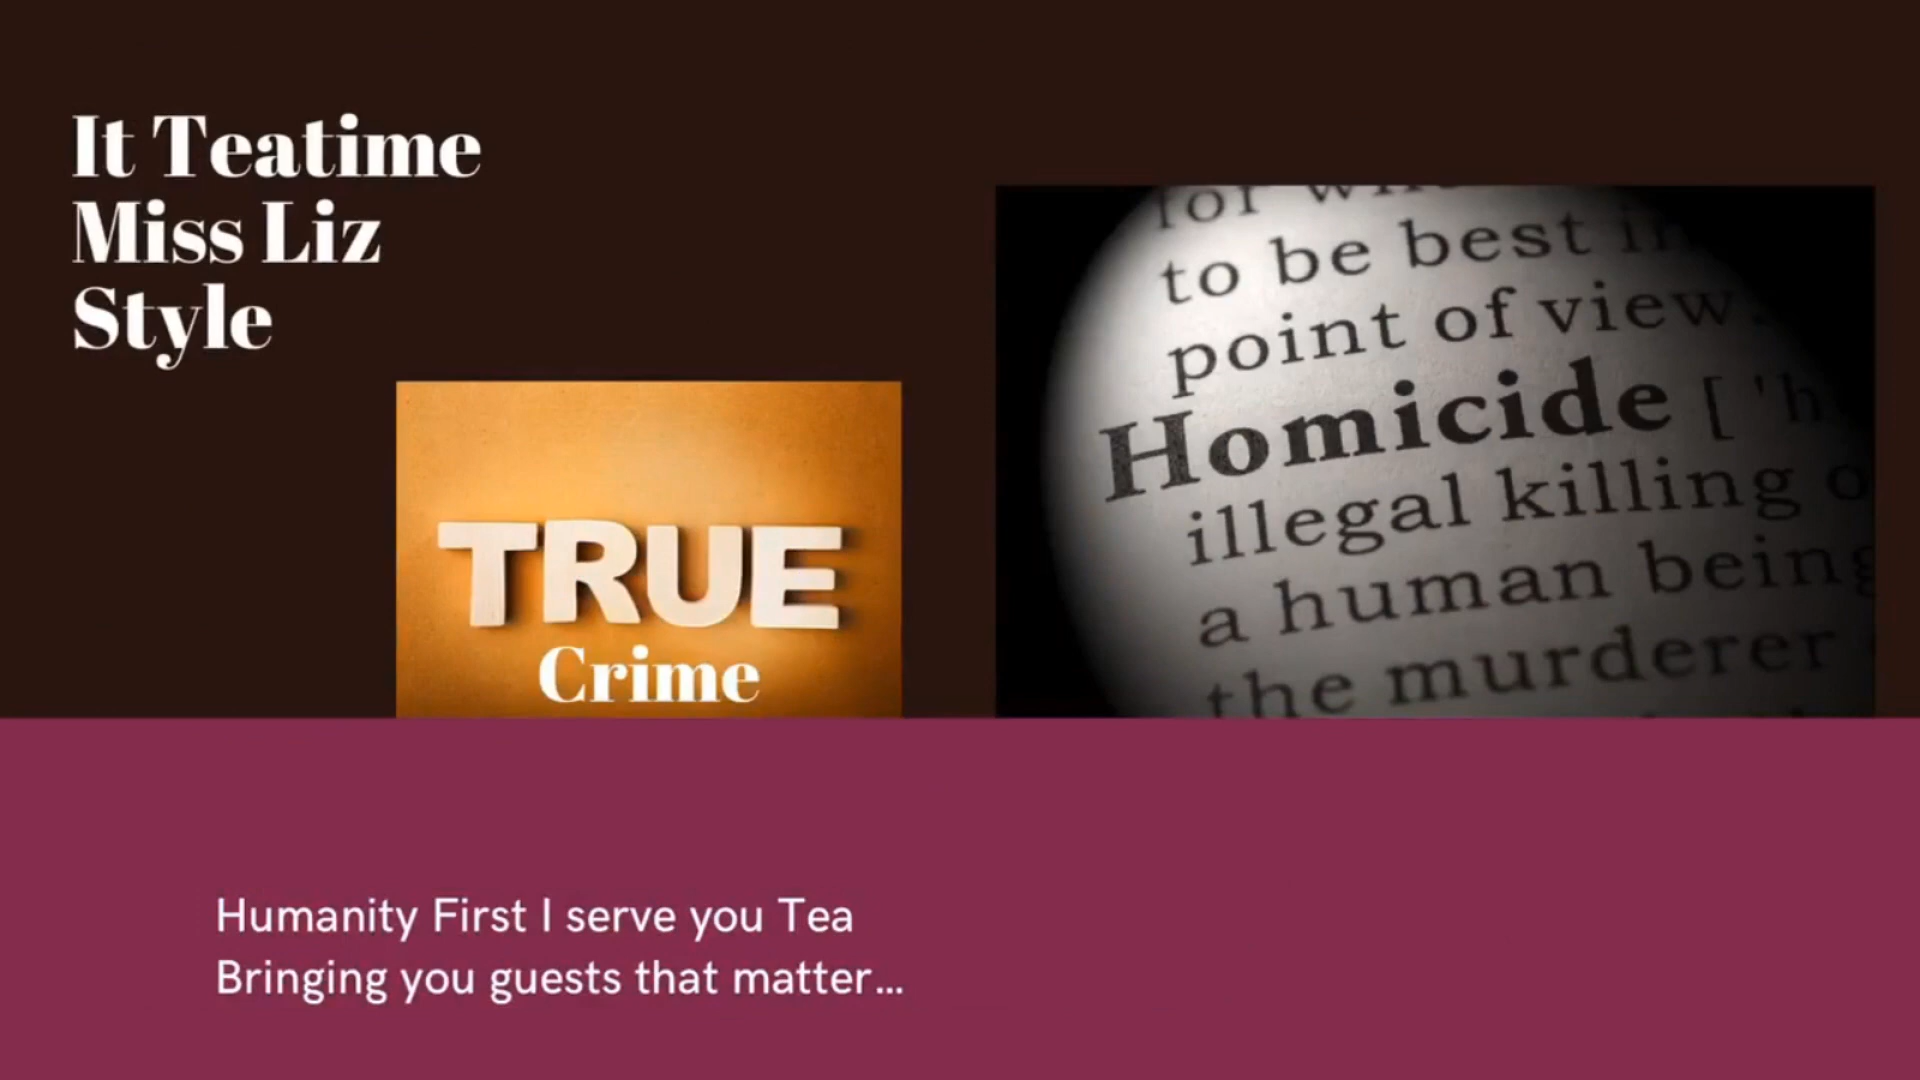 It Teatime
Miss Liz
Style
TRUE
Crime
to be best
point of view
Homicide
illegal killing
a human being
the murderer
Humanity First I serve you Tea
Bringing you guests that matter...